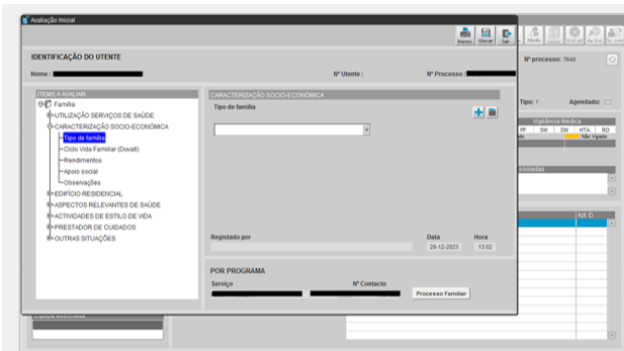 Avaliação Inicial
Gravar
Sair
IDENTIFICAÇÃO DO UTENTE
Nome :
Nº Utente :
Nº Processo :
Nº processo: 7648
ITEMS A AVALIAR
Família
UTILIZAÇÃO SERVIÇOS DE SAÚDE
CARACTERIZAÇÃO SOCIO-ECONÓMICA
Tipo de família
Ciclo Vida Familiar (Duvall)
Rendimentos
Apoio social
Observações
EDIFÍCIO RESIDENCIAL
ASPECTOS RELEVANTES DE SAÚDE
ACTIVIDADES DE ESTILO DE VIDA
PRESTADOR DE CUIDADOS
OUTRAS SITUAÇÕES
CARACTERIZAÇÃO SOCIO-ECONÓMICA
Tipo de família
Registado por
Data
Hora
26-12-2023
13:02
POR PROGRAMA
Serviço
Nº Contacto
Processo Familiar
Tipo: F
Agendado:
Vigilância Médica
PF SM DM HTA RO
Não Vigiado
sociadas
Ad. D